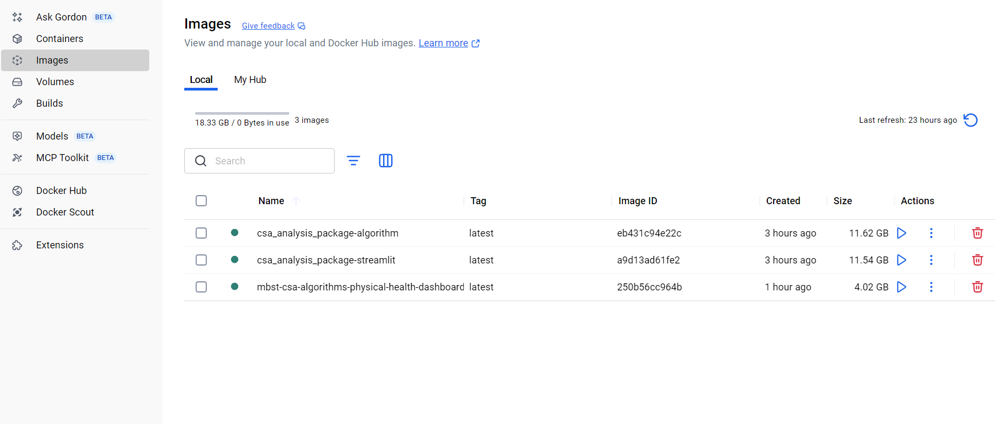 Ask Gordon BETA
Containers
Images
Volumes
Builds
Models BETA
MCP Toolkit BETA
Docker Hub
Docker Scout
Extensions
Images Give feedback
View and manage your local and Docker Hub images. Learn more
Local My Hub
18.33 GB / 0 Bytes in use 3 images
Last refresh: 23 hours ago
Search
Name Tag Image ID Created Size Actions
csa_analysis_package-algorithm latest eb431c94e22c 3 hours ago 11.62 GB
csa_analysis_package-streamlit latest a9d13ad61fe2 3 hours ago 11.54 GB
mbst-csa-algorithms-physical-health-dashboard latest 250b56cc964b 1 hour ago 4.02 GB